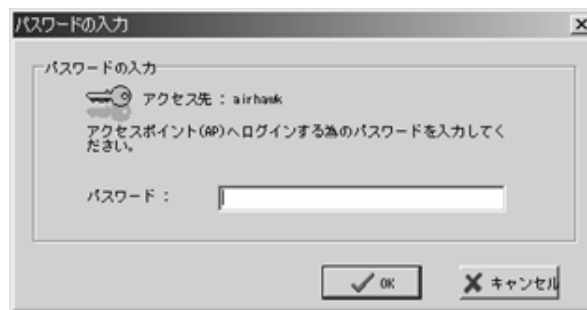 パスワードの入力
パスワードの入力
アクセス先 : airhawk
アクセスポイント(AP)へログインする為のパスワードを入力してく
ださい。
パスワード :
OK
キャンセル